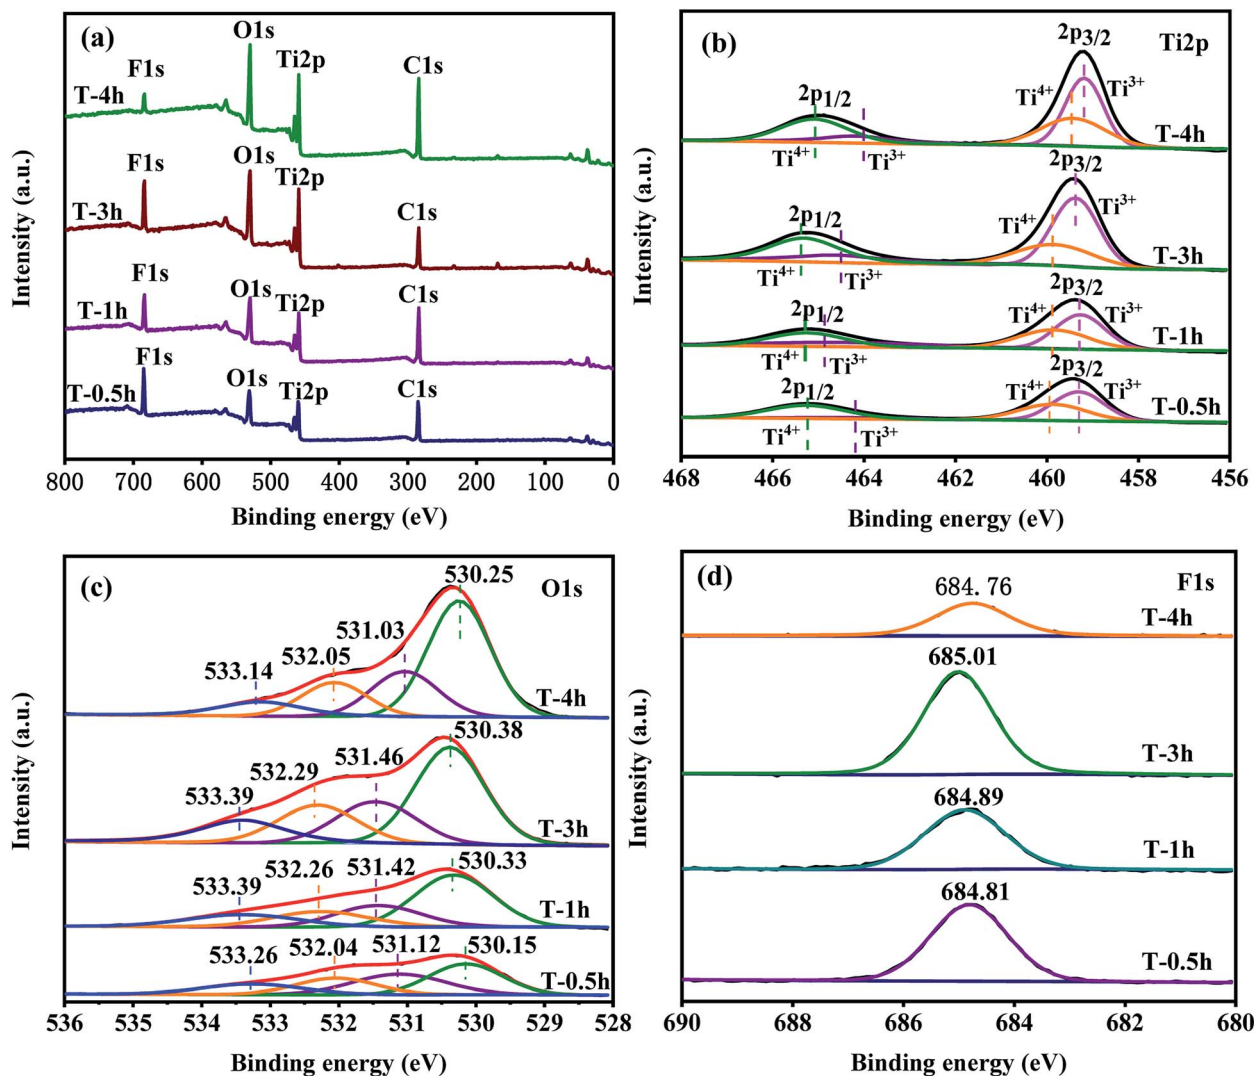 (a)
O1s
F1s
Ti2p
C1s
T-4h
F1s
O1s
Ti2p
C1s
T-3h
F1s
O1s
Ti2p
C1s
T-1h
F1s
O1s
Ti2p
C1s
T-0.5h
Intensity (a.u.)
800 700 600 500 400 300 200 100 0
Binding energy (eV)
(b)
2p3/2
Ti2p
2p1/2
Ti4+
Ti3+
T-4h
Ti4+
Ti3+
2p3/2
2p1/2
Ti4+
Ti3+
T-3h
Ti4+
Ti3+
2p3/2
2p1/2
Ti4+
Ti3+
T-1h
Ti4+
Ti3+
2p3/2
2p1/2
Ti4+
Ti3+
T-0.5h
Ti4+
Ti3+
Intensity (a.u.)
468 466 464 462 460 458 456
Binding energy (eV)
(c)
530.25
O1s
531.03
532.05
533.14
T-4h
530.38
531.46
532.29
533.39
T-3h
530.33
531.42
532.26
533.39
T-1h
530.15
531.12
532.04
533.26
T-0.5h
Intensity (a.u.)
536 535 534 533 532 531 530 529 528
Binding energy (eV)
(d)
684.76
F1s
T-4h
685.01
T-3h
684.89
T-1h
684.81
T-0.5h
Intensity (a.u.)
690 688 686 684 682 680
Binding energy (eV)